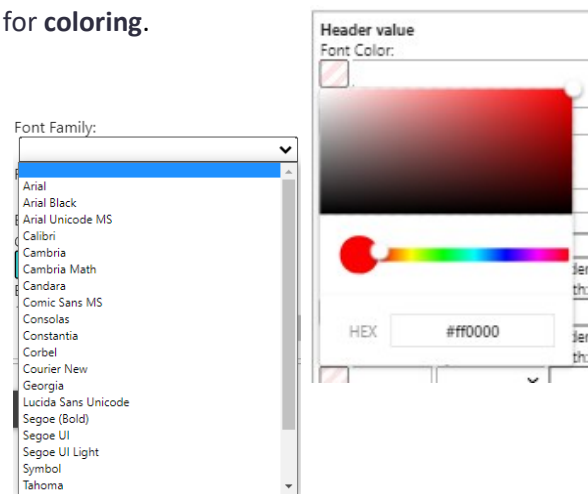 for coloring.
Font Family:
Arial
Arial Black
Arial Unicode MS
Calibri
Cambria
Cambria Math
Candara
Comic Sans MS
Consolas
Constantia
Corbel
Courier New
Georgia
Lucida Sans Unicode
Segoe (Bold)
Segoe UI
Segoe UI Light
Symbol
Tahoma
Header value
Font Color:
HEX #ff0000